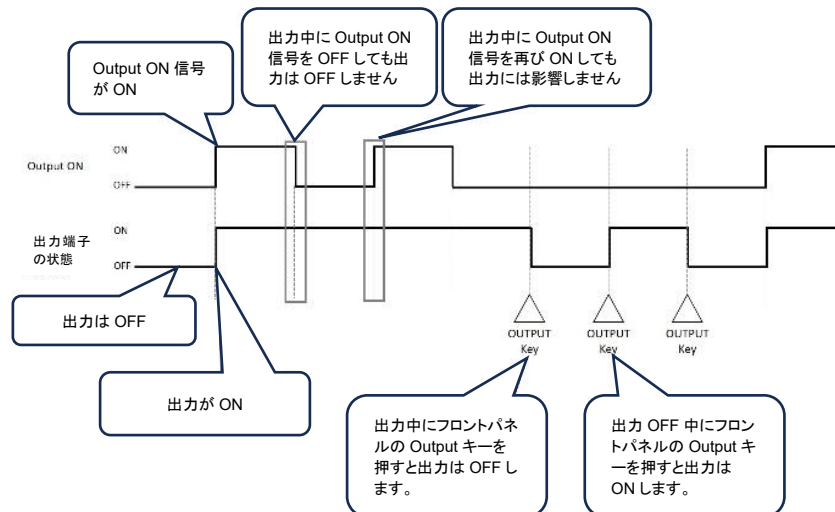 Output ON 信号
が ON
出力中に Output ON
信号を OFF しても出
力は OFF しません
出力中に Output ON
信号を再び ON しても
出力には影響しません
Output ON
ON
OFF
出力端子
の状態
ON
OFF
出力は OFF
出力が ON
OUTPUT
Key
OUTPUT
Key
OUTPUT
Key
出力中にフロントパネ
ルの Output キーを
押すと出力は OFF し
ます。
出力 OFF 中にフロン
トパネルの Output キ
ーを押すと出力は
ON します。